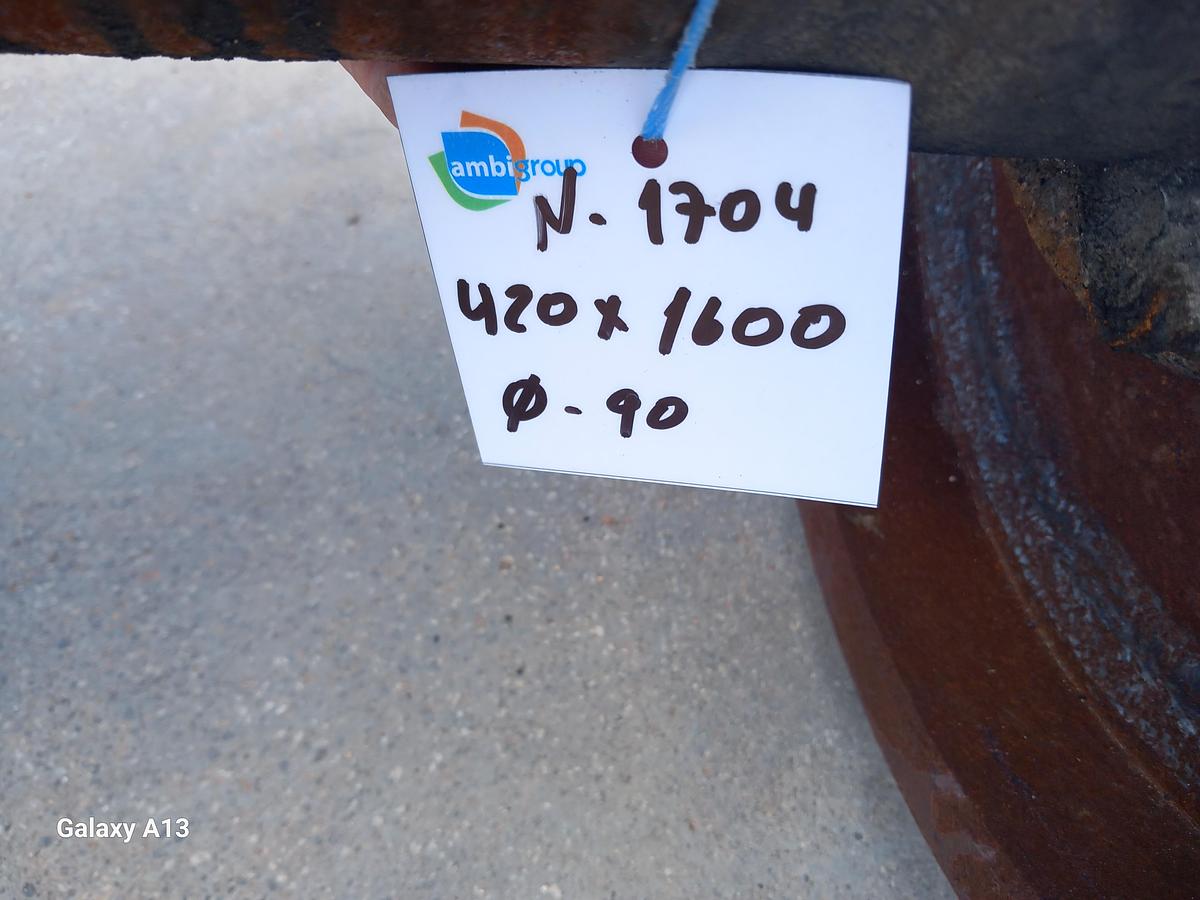 ambigroup
N. 1704
420 x 1600
Ø - 90
Galaxy A13